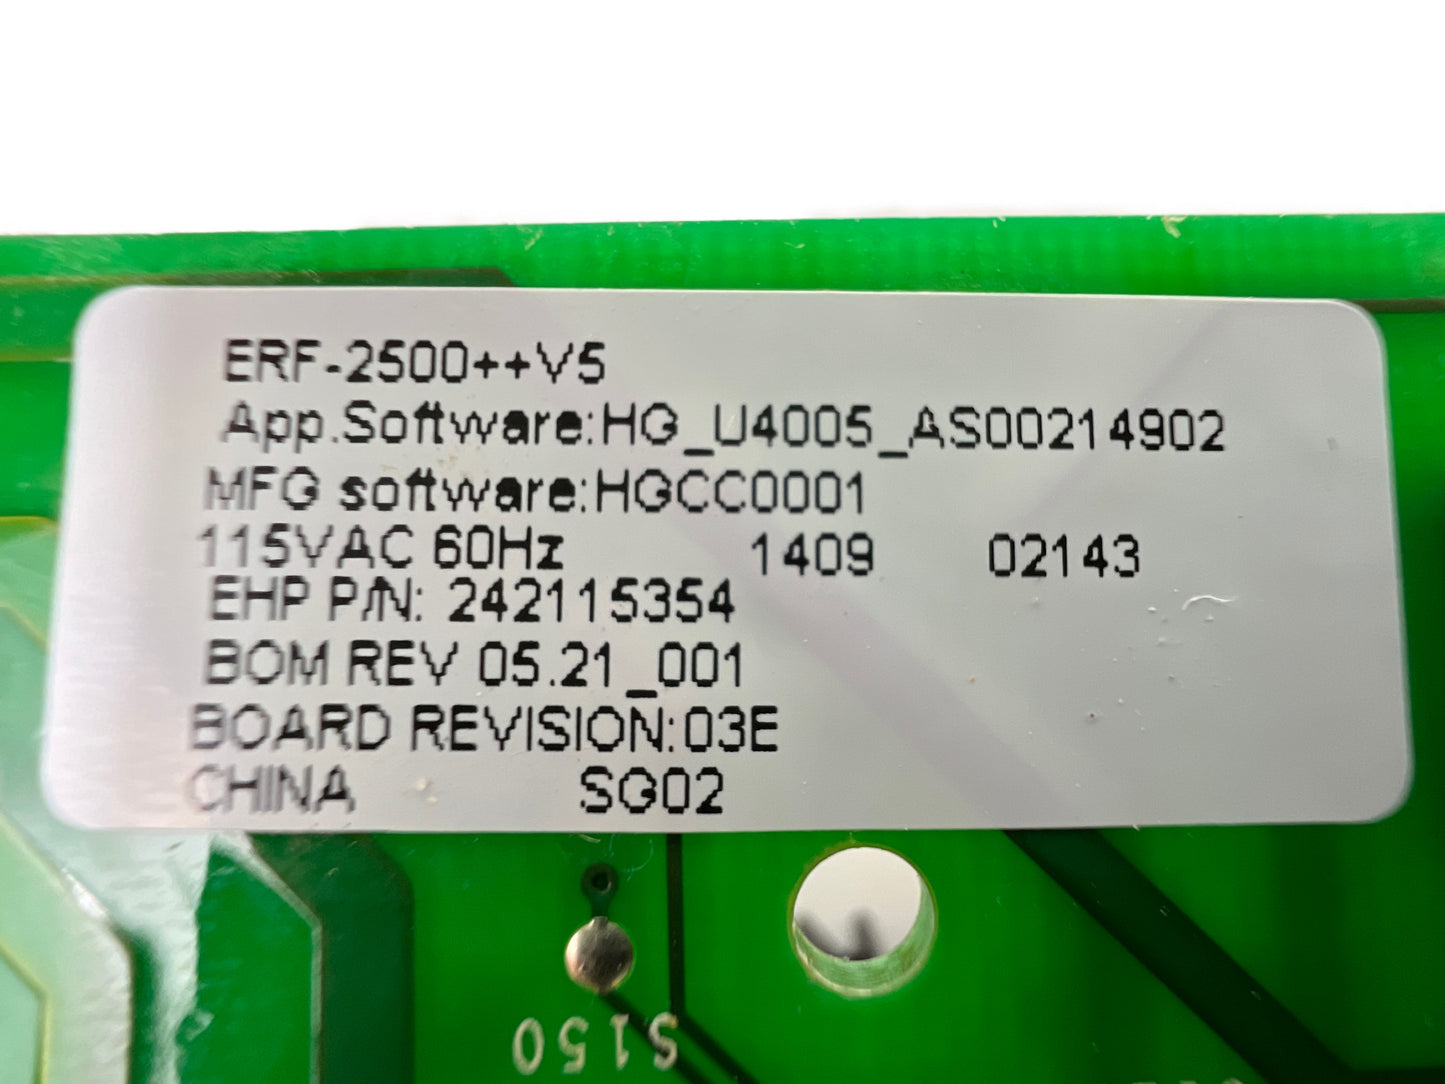 ERF-2500++V5
App.Software:HG_U4005_AS00214902
MFG software:HGCC0001
115VAC 60Hz 1409 02143
EHP P/N: 242115354
BOM REV 05.21_001
BOARD REVISION:03E
CHINA SG02
S150